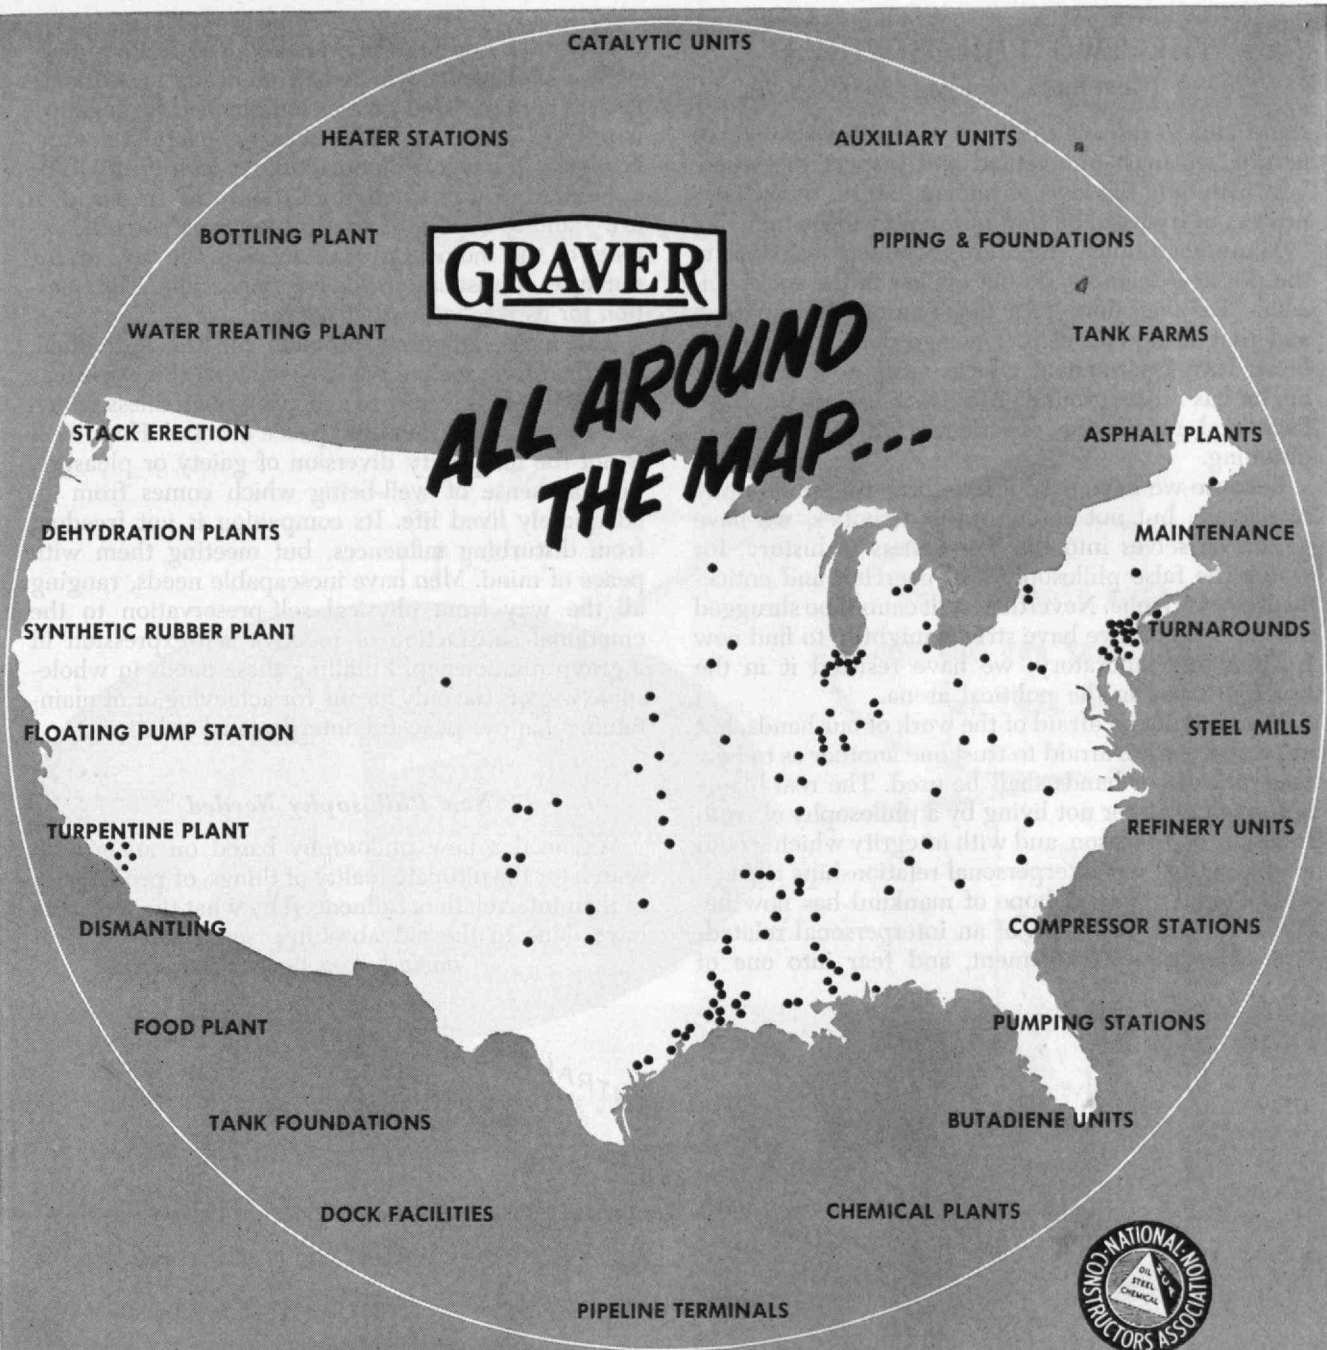 CATALYTIC UNITS
HEATER STATIONS
AUXILIARY UNITS
BOTTLING PLANT
PIPING & FOUNDATIONS
GRAVER
WATER TREATING PLANT
TANK FARMS
ALL AROUND
THE MAP...
STACK ERECTION
ASPHALT PLANTS
DEHYDRATION PLANTS
MAINTENANCE
SYNTHETIC RUBBER PLANT
TURNAROUNDS
FLOATING PUMP STATION
STEEL MILLS
TURPENTINE PLANT
REFINERY UNITS
DISMANTLING
COMPRESSOR STATIONS
FOOD PLANT
PUMPING STATIONS
TANK FOUNDATIONS
BUTADIENE UNITS
DOCK FACILITIES
CHEMICAL PLANTS
PIPELINE TERMINALS
NATIONAL CONSTRUCTORS ASSOCIATION
OIL
STEEL
CHEMICAL